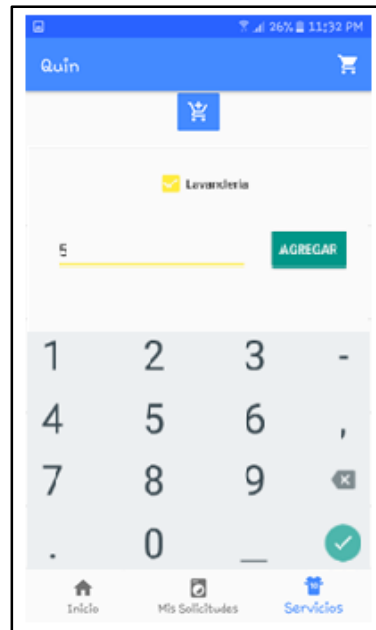 26% 11:32 PM
Quin
Lavanderia
5 AGREGAR
1 2 3 -
4 5 6 ,
7 8 9
. 0 _
Inicio Mis Solicitudes Servicios